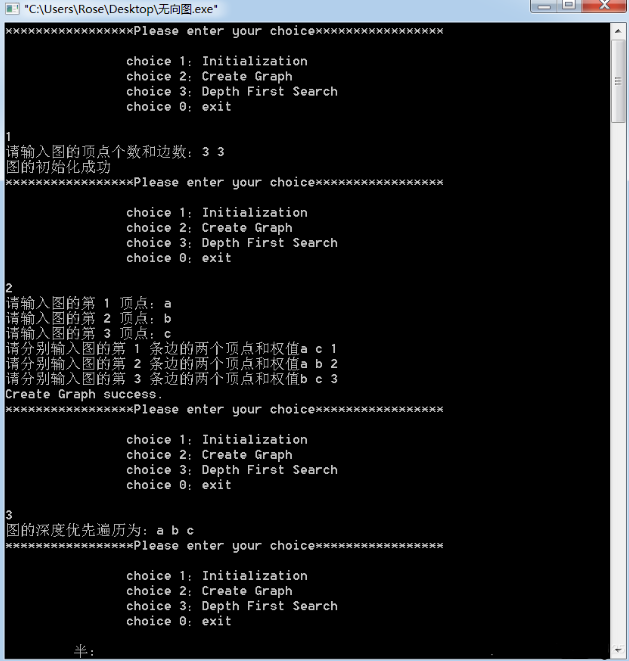 "C:\Users\Rose\Desktop\无向图.exe"
*****************Please enter your choice*****************
choice 1: Initialization
choice 2: Create Graph
choice 3: Depth First Search
choice 0: exit
1
请输入图的顶点个数和边数: 3 3
图的初始化成功
*****************Please enter your choice*****************
choice 1: Initialization
choice 2: Create Graph
choice 3: Depth First Search
choice 0: exit
2
请输入图的第 1 顶点: a
请输入图的第 2 顶点: b
请输入图的第 3 顶点: c
请分别输入图的第 1 条边的两个顶点和权值a c 1
请分别输入图的第 2 条边的两个顶点和权值a b 2
请分别输入图的第 3 条边的两个顶点和权值b c 3
Create Graph success.
*****************Please enter your choice*****************
choice 1: Initialization
choice 2: Create Graph
choice 3: Depth First Search
choice 0: exit
3
图的深度优先遍历为: a b c
*****************Please enter your choice*****************
choice 1: Initialization
choice 2: Create Graph
choice 3: Depth First Search
choice 0: exit
半: